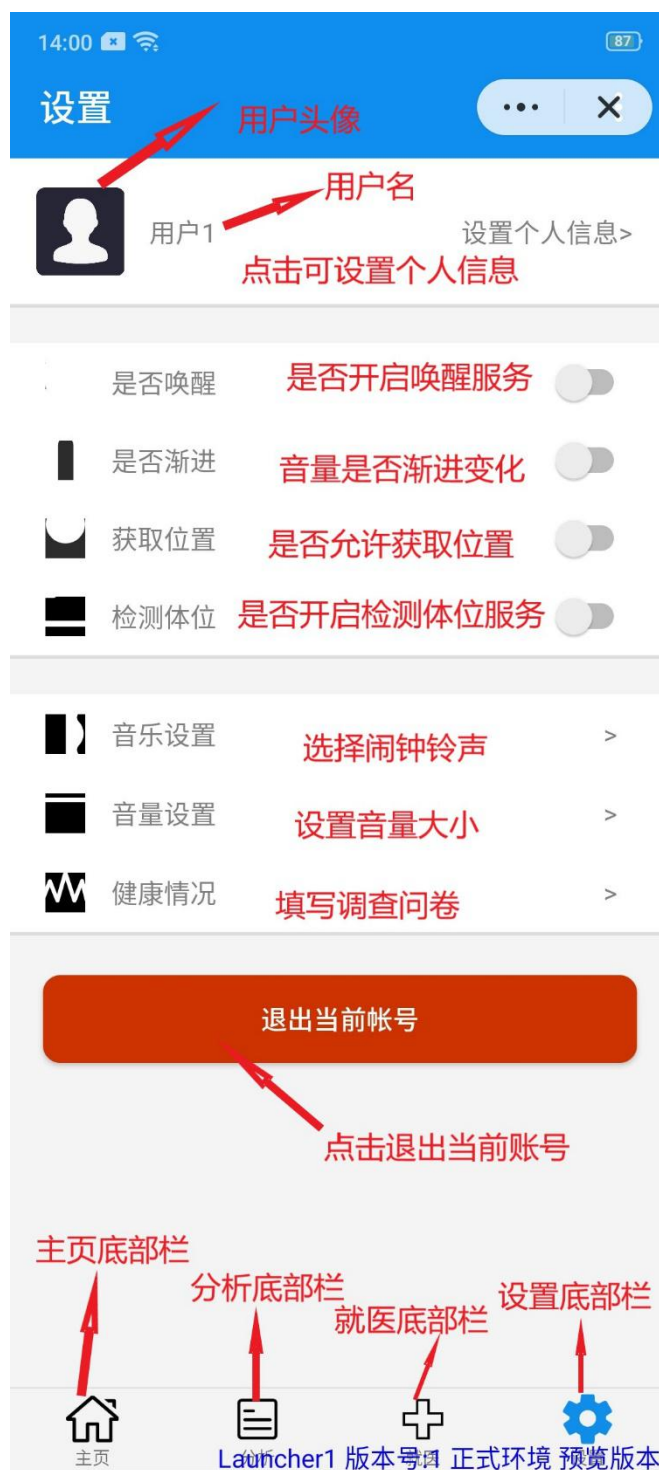 14:00
87
设置
用户头像
用户名
用户1
设置个人信息>
点击可设置个人信息
是否唤醒
是否开启唤醒服务
是否渐进
音量是否渐进变化
获取位置
是否允许获取位置
检测体位
是否开启检测体位服务
音乐设置
选择闹钟铃声
>
音量设置
设置音量大小
>
健康情况
填写调查问卷
>
退出当前帐号
点击退出当前账号
主页底部栏
分析底部栏
就医底部栏
设置底部栏
主页
Launcher1 版本号:1 正式环境 预览版本